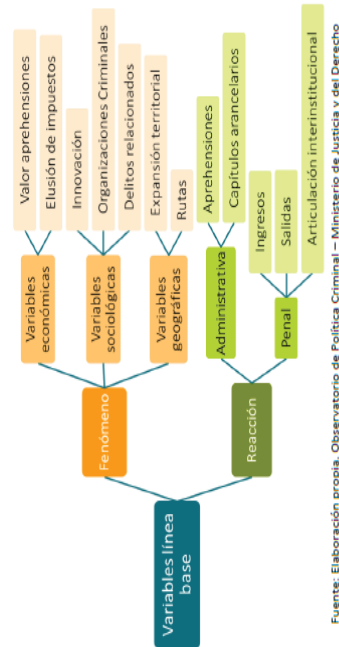 Variables línea
base
Fenómeno
Variables
económicas
Valor aprehensiones
Elusión de impuestos
Variables
sociológicas
Innovación
Organizaciones Criminales
Delitos relacionados
Variables
geográficas
Expansión territorial
Rutas
Reacción
Administrativa
Aprehensiones
Capítulos arancelarios
Penal
Ingresos
Salidas
Articulación interinstitucional
Fuente: Elaboración propia. Observatorio de Política Criminal – Ministerio de Justicia y del Derecho